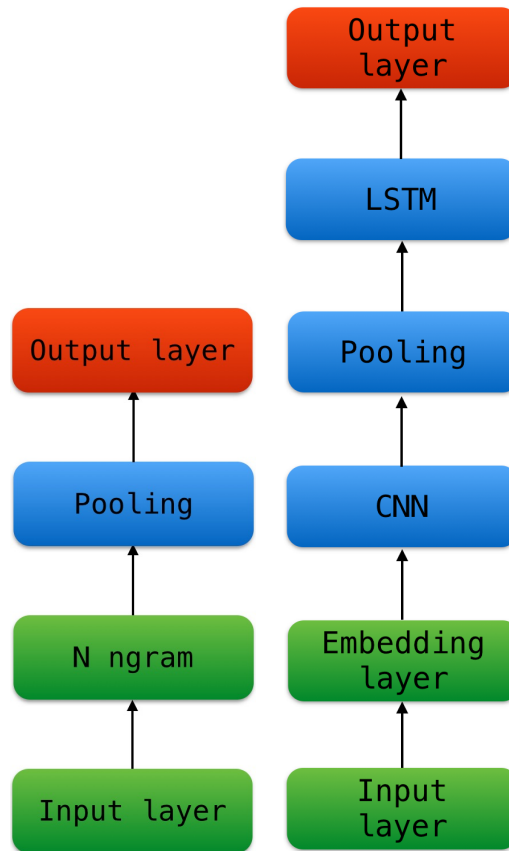 Output layer
Pooling
N ngram
Input layer
Output
layer
LSTM
Pooling
CNN
Embedding
layer
Input
layer